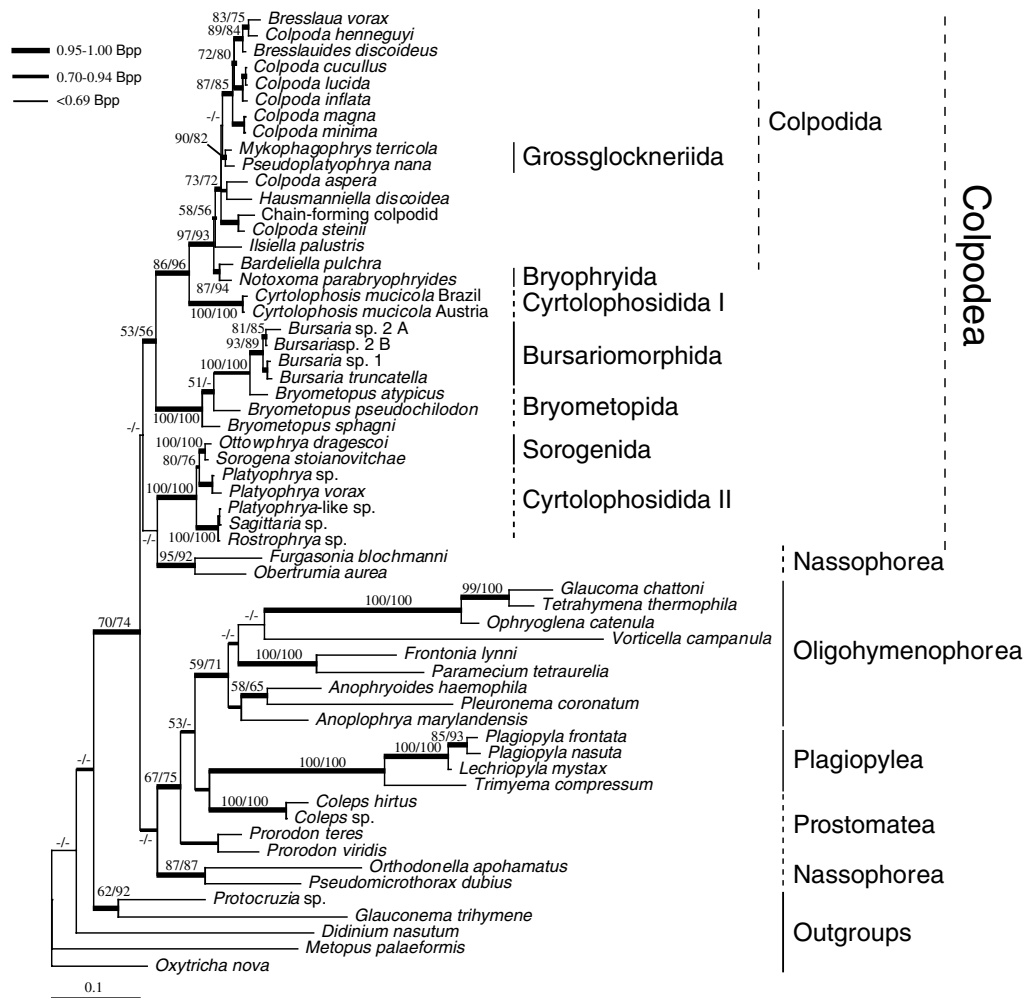 83/75
Bresslaua vorax
89/84
Colpoda henneguyi
0.95-1.00 Bpp
Bresslauides discoideus
72/80
Colpoda cucullus
0.70-0.94 Bpp
Colpoda lucida
87/85
<0.69 Bpp
Colpoda inflata
-/-
Colpoda magna
Colpodida
Colpoda minima
90/82
Mykophagophrys terricola
Grossglockneriida
Pseudoplatyophrya nana
73/72
Colpoda aspera
Hausmanniella discoidea
58/56
Chain-forming colpodid
Colpoda steinii
97/93
Ilsiella palustris
86/96
Bardeliella pulchra
Bryophryida
Notoxoma parabryophryides
87/94
Cyrtolophosis mucicola Brazil
Cyrtolophosidida I
100/100
Cyrtolophosis mucicola Austria
Colpodea
53/56
81/85
Bursaria sp. 2 A
93/89
Bursariasp. 2 B
Bursariomorphida
100/100
Bursaria sp. 1
Bursaria truncatella
51/-
Bryometopus atypicus
Bryometopus pseudochilodon
Bryometopida
100/100
Bryometopus sphagni
-/-
100/100
Ottowphrya dragescoi
Sorogenida
80/76
Sorogena stoianovitchae
Platyophrya sp.
100/100
Platyophrya vorax
Cyrtolophosidida II
Platyophrya-like sp.
Sagittaria sp.
-/-
100/100
Rostrophrya sp.
95/92
Furgasonia blochmanni
Nassophorea
Obertrumia aurea
99/100
Glaucoma chattoni
100/100
Tetrahymena thermophila
-/-
Ophryoglena catenula
70/74
-/-
Vorticella campanula
Oligohymenophorea
100/100
Frontonia lynni
59/71
Paramecium tetraurelia
58/65
Anophryoides haemophila
Pleuronema coronatum
53/-
Anoplophrya marylandensis
85/93
Plagiopyla frontata
100/100
Plagiopyla nasuta
Plagiopylea
-/-
100/100
Lechriopyla mystax
67/75
Trimyema compressum
100/100
Coleps hirtus
Coleps sp.
Prostomatea
-/-
-/-
Prorodon teres
Prorodon viridis
87/87
Orthodonella apohamatus
Nassophorea
Pseudomicrothorax dubius
62/92
Protocruzia sp.
Glauconema trihymene
Didinium nasutum
Outgroups
Metopus palaeformis
Oxytricha nova
0.1